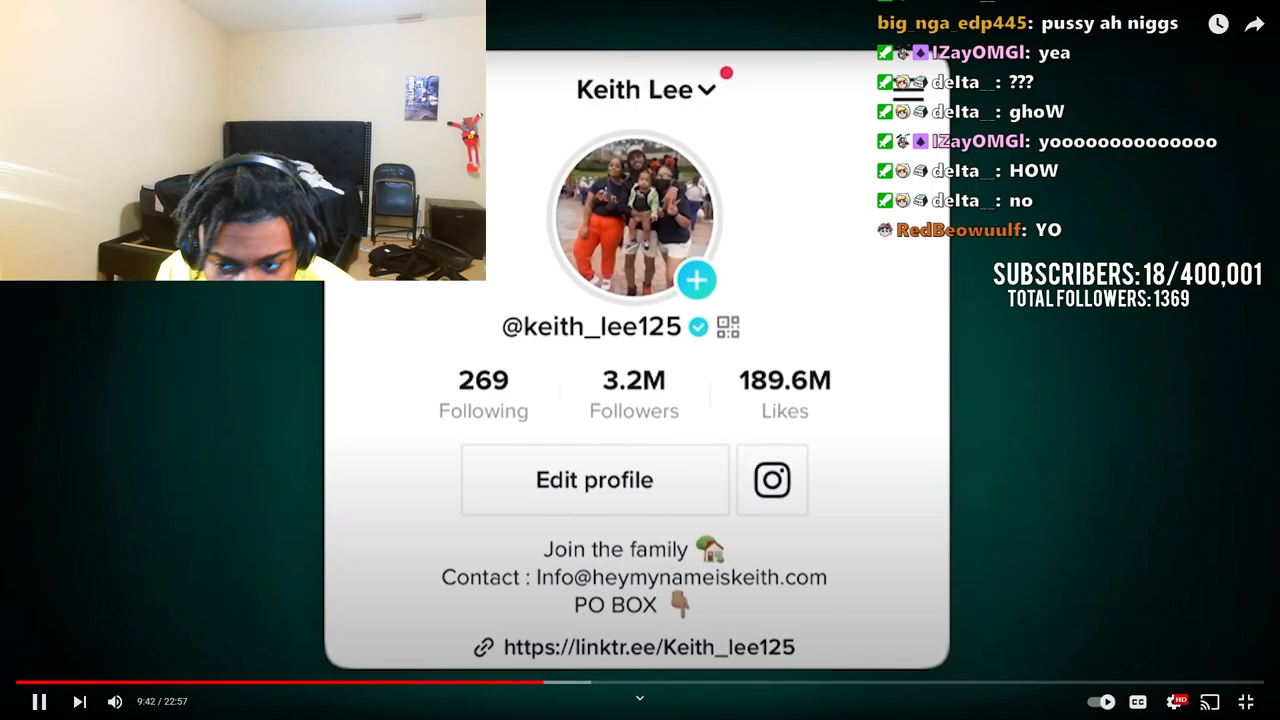 Keith Lee
@keith_lee125
269
Following
3.2M
Followers
189.6M
Likes
Edit profile
Join the family
Contact : Info@heymynameiskeith.com
PO BOX
https://linktr.ee/Keith_lee125
big_nga_edp445: pussy ah niggs
IZayOMGl: yea
delta__: ???
delta__: ghoW
IZayOMGl: yoooooooooooooo
delta__: HOW
delta__: no
RedBeowuulf: YO
SUBSCRIBERS: 18/400,001
TOTAL FOLLOWERS: 1369
9:42 / 22:57
CC
HD